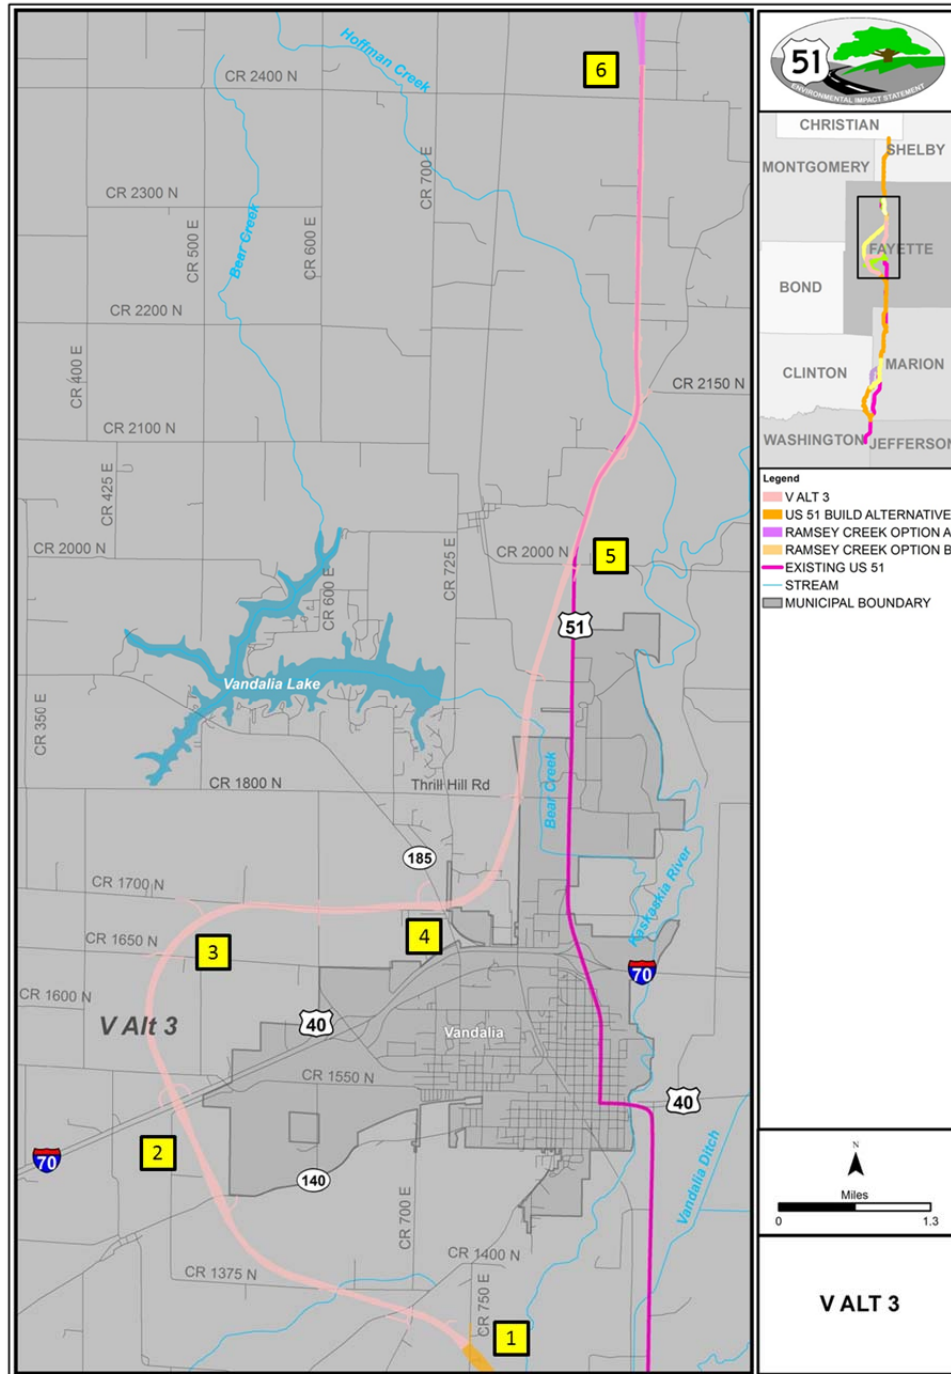 Hoffman Creek
6
CR 2400 N
CR 700 E
CR 2300 N
CR 500 E
CR 600 E
Bear Creek
CR 2200 N
CR 400 E
CR 2150 N
CR 2100 N
CR 425 E
CR 2000 N
CR 600 E
CR 725 E
CR 2000 N
5
51
Vandalia Lake
CR 350 E
CR 1800 N
Thrill Hill Rd
Bear Creek
185
CR 1700 N
Kaskaskia River
4
CR 1650 N
3
70
CR 1600 N
V Alt 3
40
Vandalia
CR 1550 N
40
2
70
140
Vandalia Ditch
CR 700 E
CR 1400 N
CR 1375 N
CR 750 E
1
51
ENVIRONMENTAL IMPACT STATEMENT
CHRISTIAN
SHELBY
MONTGOMERY
FAYETTE
BOND
CLINTON
MARION
WASHINGTON
JEFFERSON
Legend
V ALT 3
US 51 BUILD ALTERNATIVE
RAMSEY CREEK OPTION A
RAMSEY CREEK OPTION B
EXISTING US 51
STREAM
MUNICIPAL BOUNDARY
N
Miles
0 1.3
V ALT 3